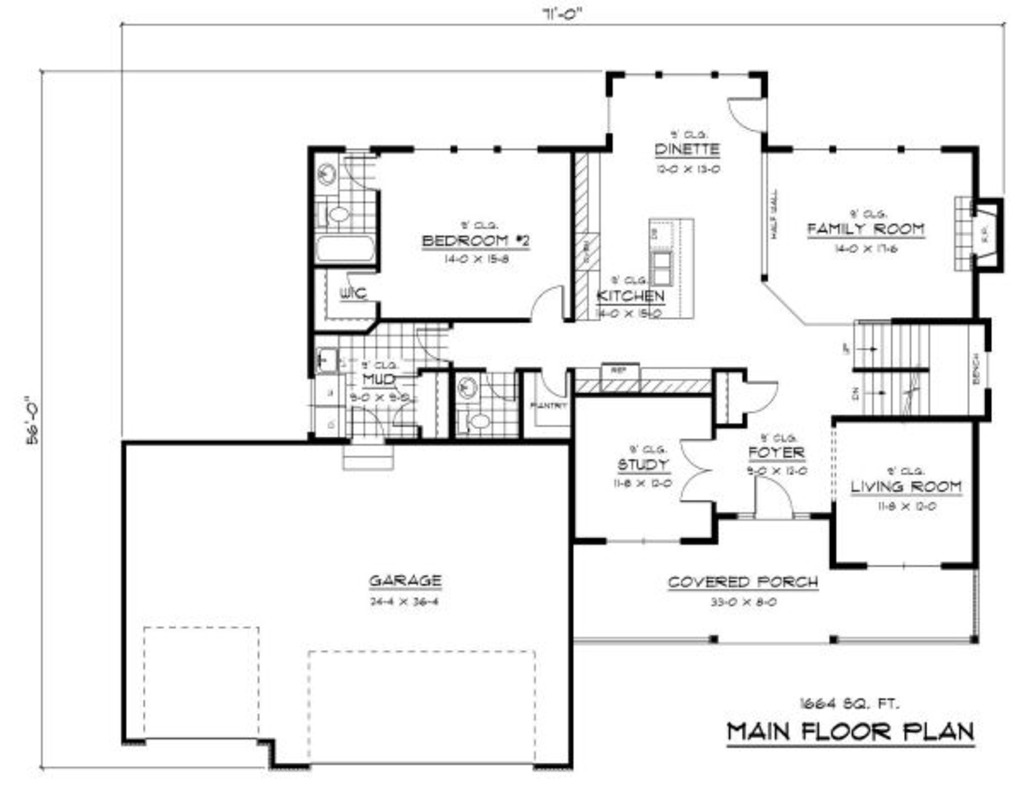 71'-0"
56'-0"
9' CLG.
DINETTE
12-0 X 13-0
HALF WALL
9' CLG.
FAMILY ROOM
14-0 X 17-6
F.P.
9' CLG.
BEDROOM #2
14-0 X 15-8
DW
9' CLG.
KITCHEN
14-0 X 15-0
WIC
9' CLG.
MUD
9-0 X 9-0
REF
PANTRY
UP
DN
BENCH
9' CLG.
STUDY
11-8 X 12-0
9' CLG.
FOYER
9-0 X 12-0
9' CLG.
LIVING ROOM
11-8 X 12-0
GARAGE
24-4 X 36-4
COVERED PORCH
33-0 X 8-0
1664 SQ. FT.
MAIN FLOOR PLAN